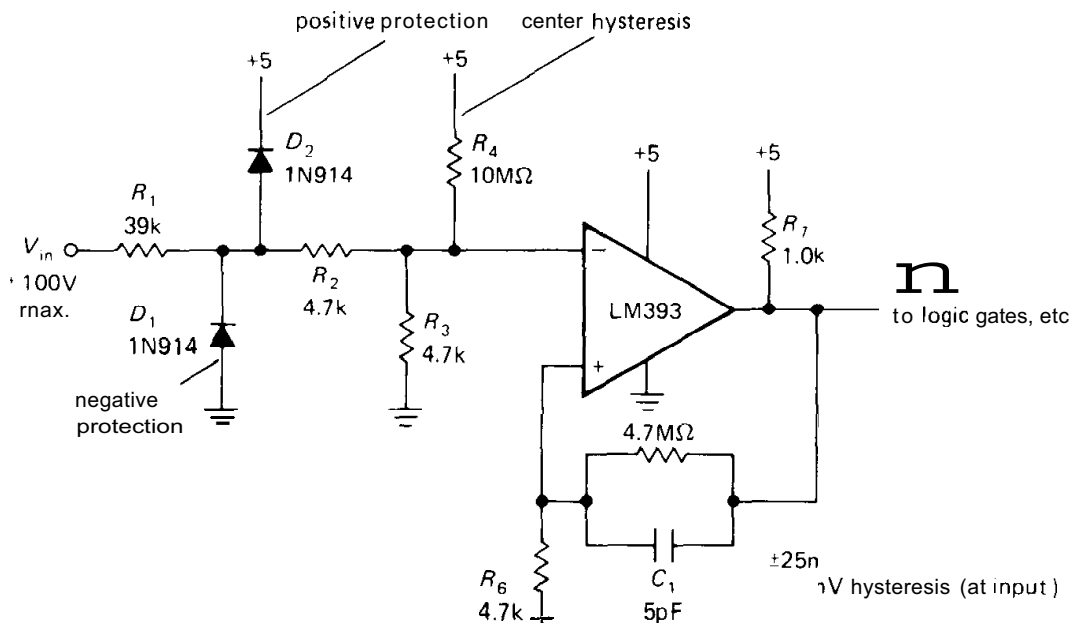 positive protection
center hysteresis
+5
+5
D2
1N914
R4
10MΩ
+5
+5
R1
39k
Vin
100V
rnax.
R2
4.7k
R3
4.7k
D1
1N914
negative
protection
−
LM393
+
R7
1.0k
n
to logic gates, etc
4.7MΩ
C1
5pF
R6
4.7k
±25n
V hysteresis (at input )